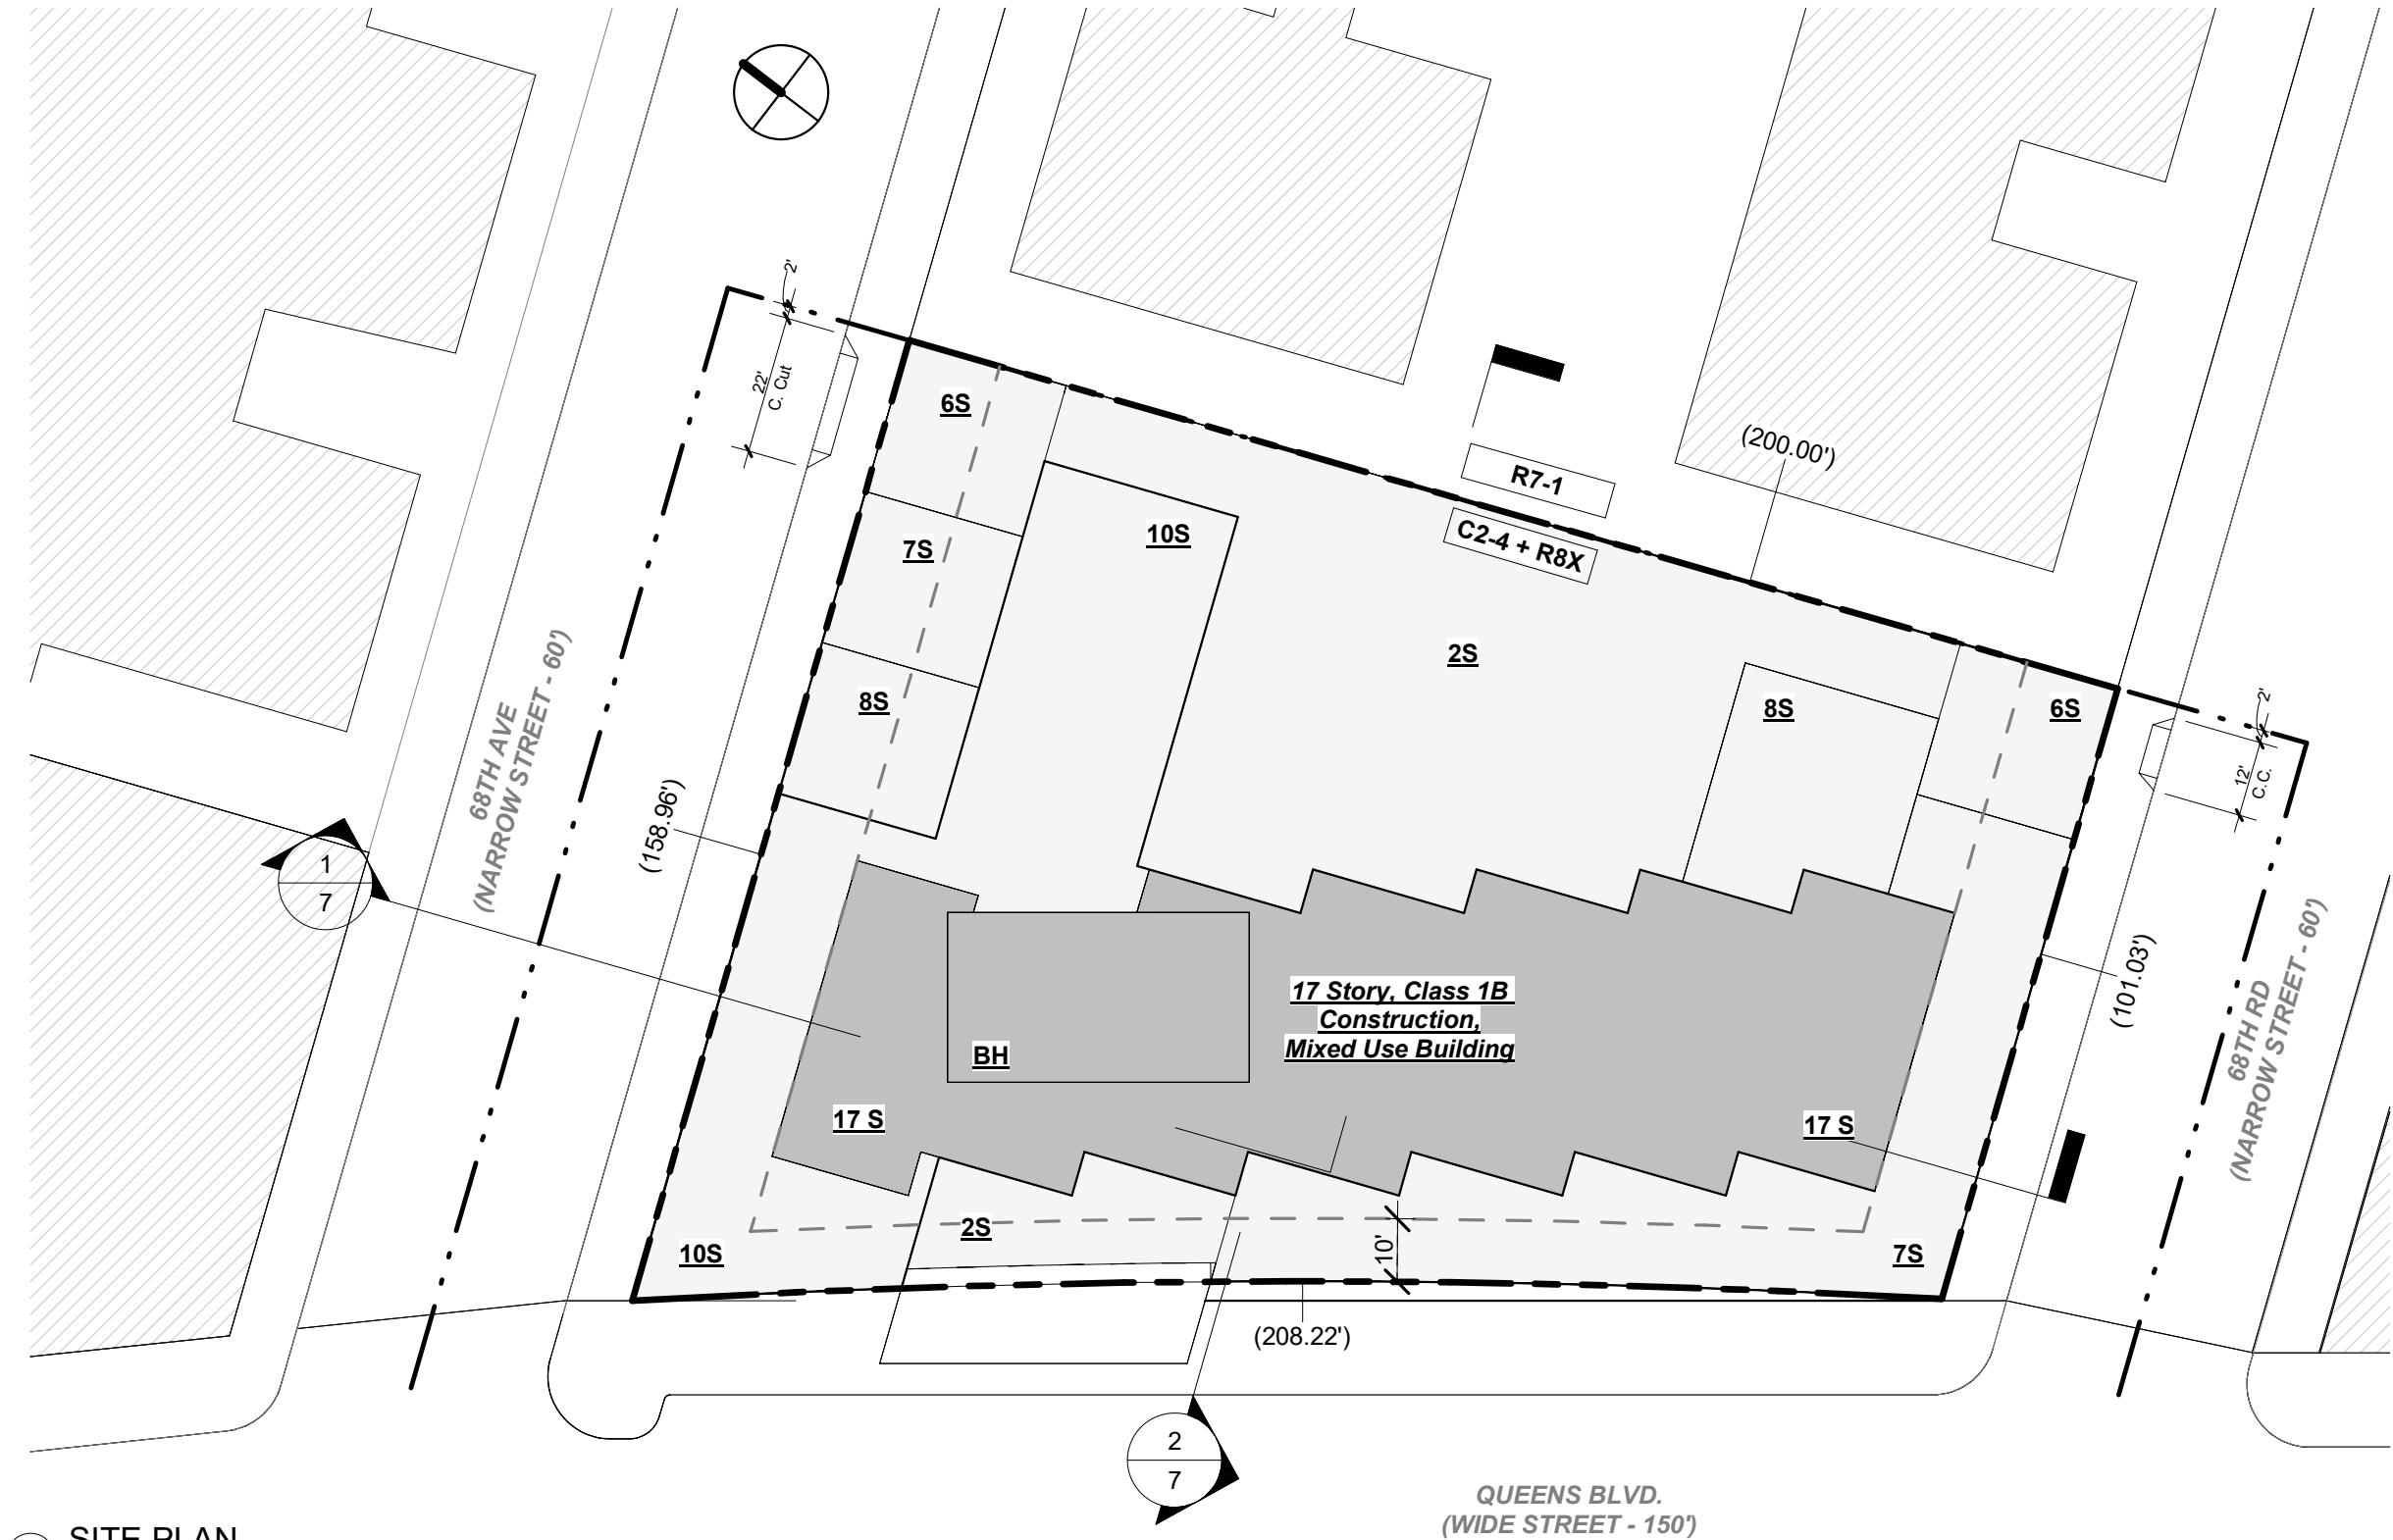 2'
22'
C. Cut
6S
7S
8S
10S
R7-1
C2-4 + R8X
(200.00')
2S
8S
6S
2'
12'
C.C.
68TH AVE
(NARROW STREET - 60')
(158.96')
1
7
68TH RD
(NARROW STREET - 60')
(101.03')
17 Story, Class 1B
Construction,
Mixed Use Building
BH
17 S
17 S
2S
10S
10'
7S
(208.22')
2
7
QUEENS BLVD.
(WIDE STREET - 150')
SITE PLAN